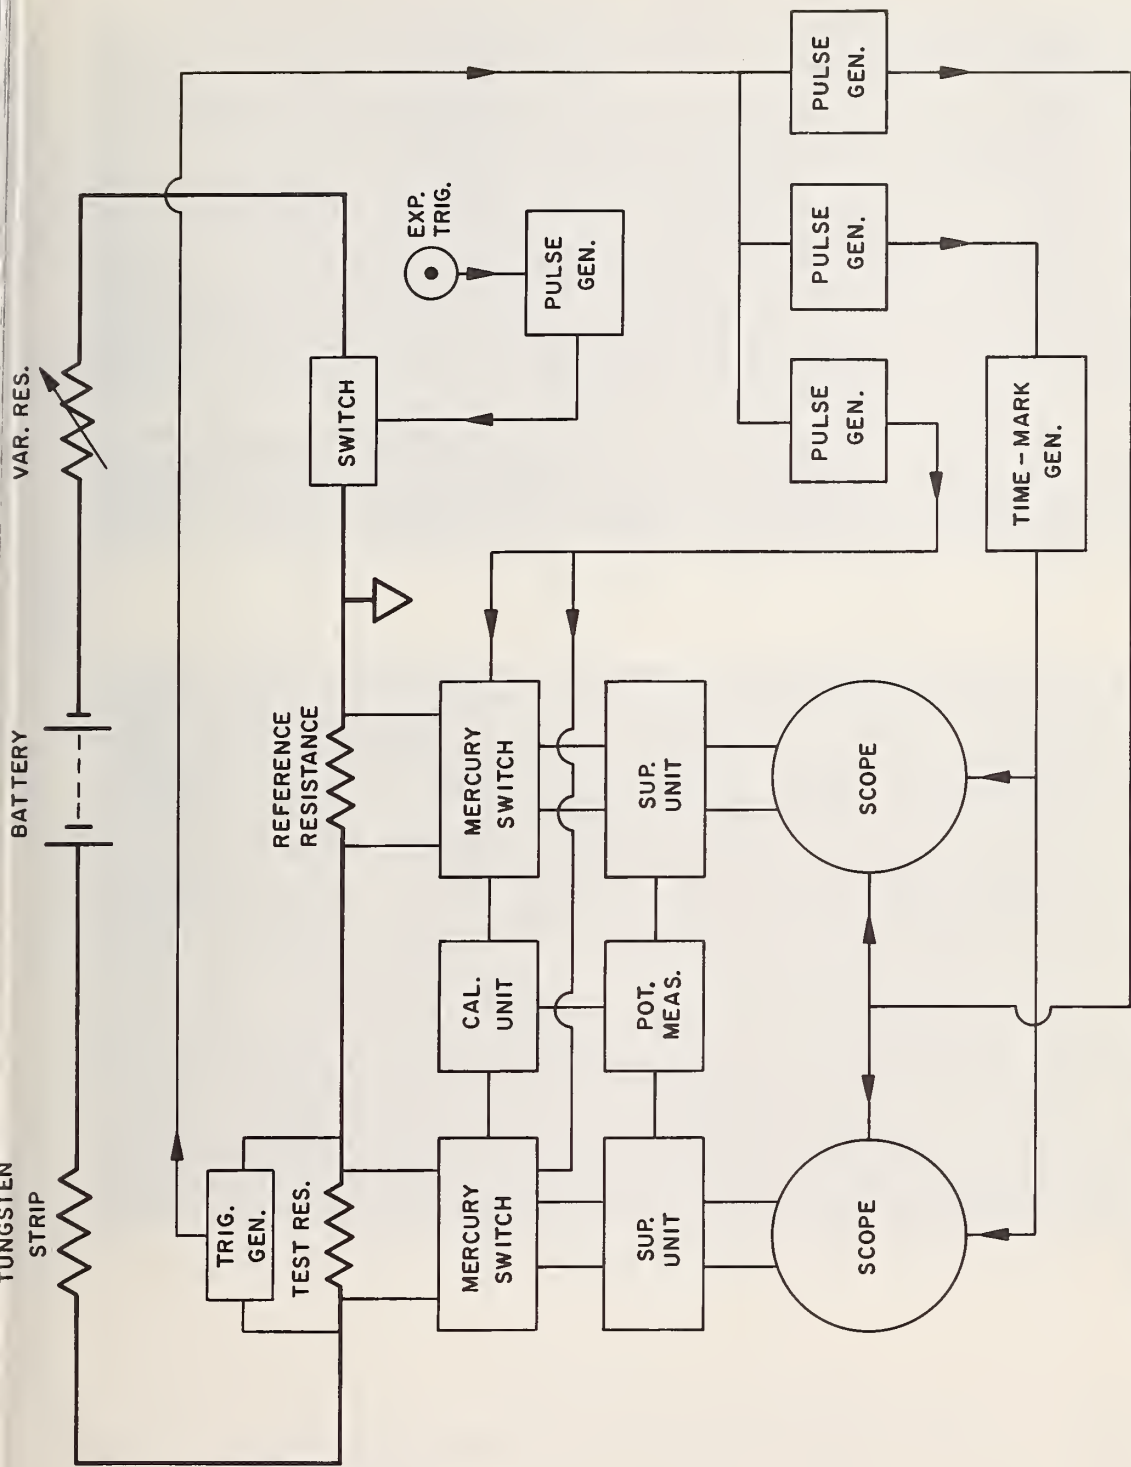 TUNGSTEN
STRIP
BATTERY
VAR. RES.
TRIG.
GEN.
TEST RES.
REFERENCE
RESISTANCE
SWITCH
EXP.
TRIG.
PULSE
GEN.
MERCURY
SWITCH
CAL.
UNIT
MERCURY
SWITCH
SUP.
UNIT
POT.
MEAS.
SUP.
UNIT
PULSE
GEN.
PULSE
GEN.
PULSE
GEN.
SCOPE
SCOPE
TIME – MARK
GEN.